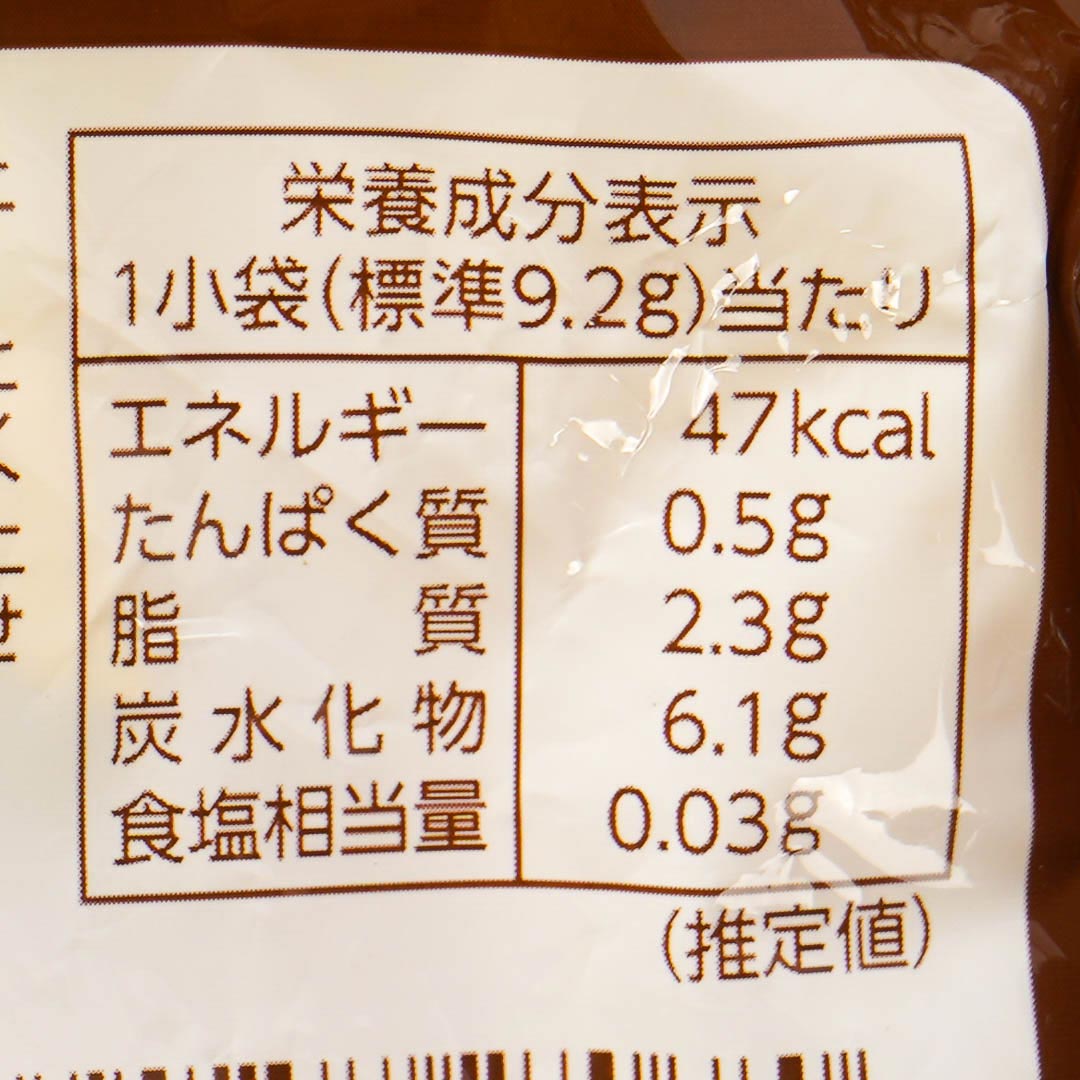 栄養成分表示
1小袋(標準9.2g)当たり
エネルギー 47kcal
たんぱく質 0.5g
脂質 2.3g
炭水化物 6.1g
食塩相当量 0.03g
(推定値)